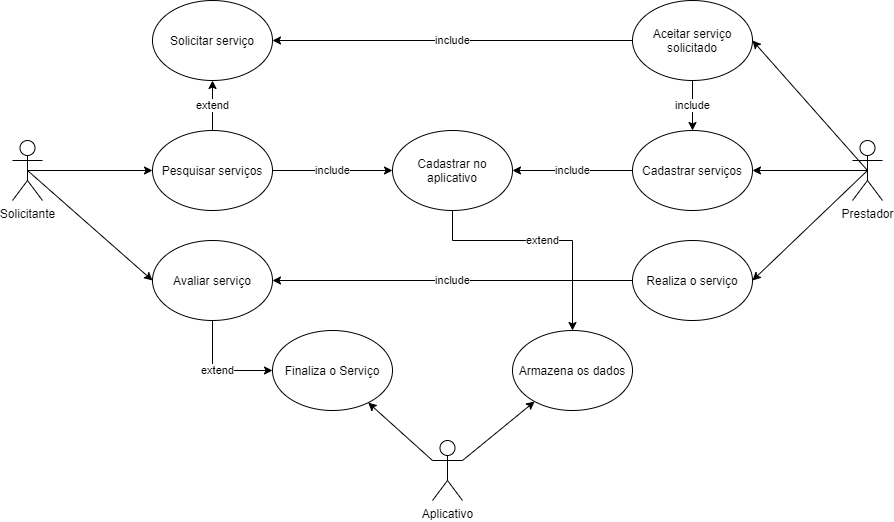 Solicitar serviço
include
Aceitar serviço
solicitado
extend
include
Solicitante
Pesquisar serviços
include
Cadastrar no
aplicativo
include
Cadastrar serviços
Prestador
extend
Avaliar serviço
include
Realiza o serviço
extend
Finaliza o Serviço
Armazena os dados
Aplicativo